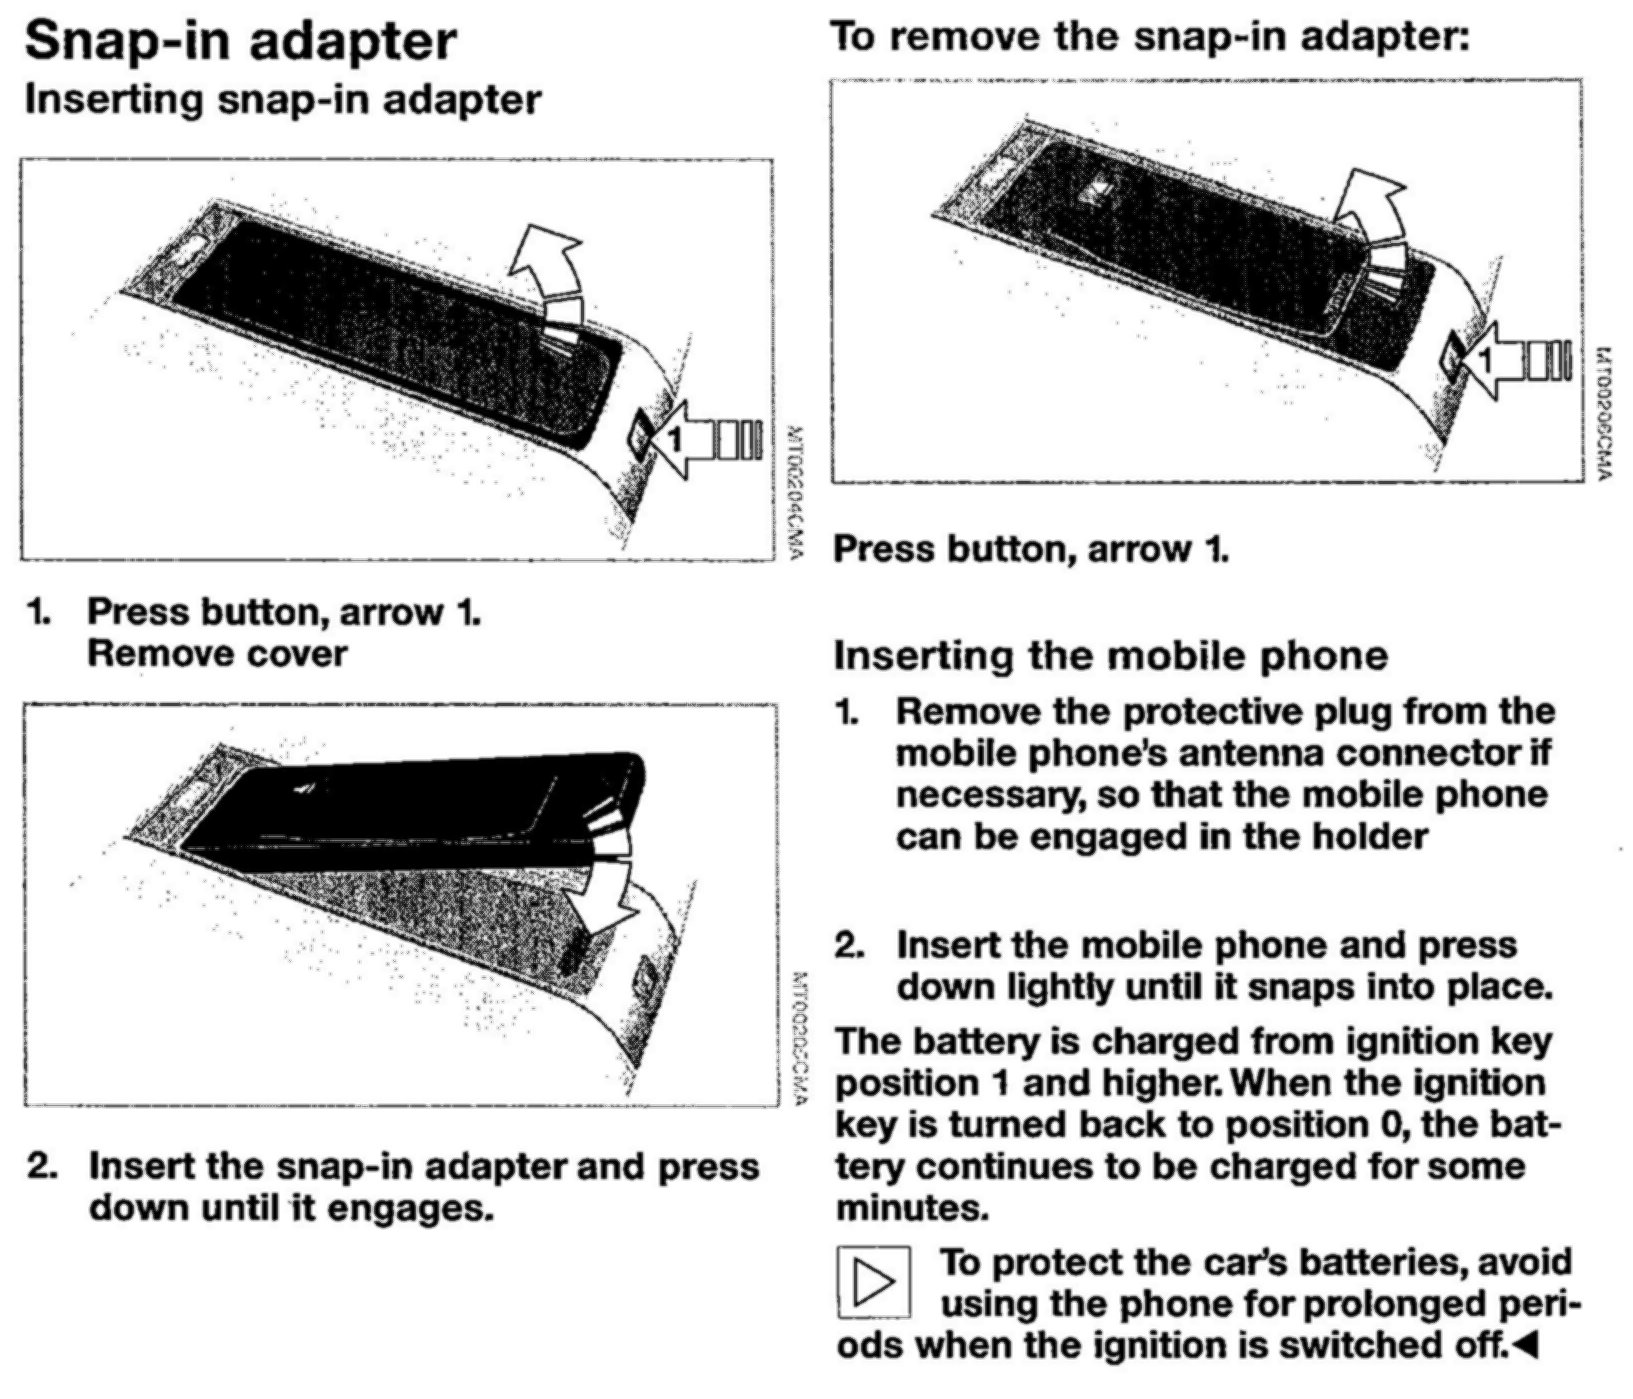 Snap-in adapter
Inserting snap-in adapter
1
MT00204CMA
1. Press button, arrow 1.
Remove cover
MT00205CMA
2. Insert the snap-in adapter and press
down until it engages.
To remove the snap-in adapter:
1
MT00206CMA
Press button, arrow 1.
Inserting the mobile phone
1. Remove the protective plug from the
mobile phone's antenna connector if
necessary, so that the mobile phone
can be engaged in the holder
2. Insert the mobile phone and press
down lightly until it snaps into place.
The battery is charged from ignition key
position 1 and higher. When the ignition
key is turned back to position 0, the bat-
tery continues to be charged for some
minutes.
To protect the car's batteries, avoid
using the phone for prolonged peri-
ods when the ignition is switched off.◄